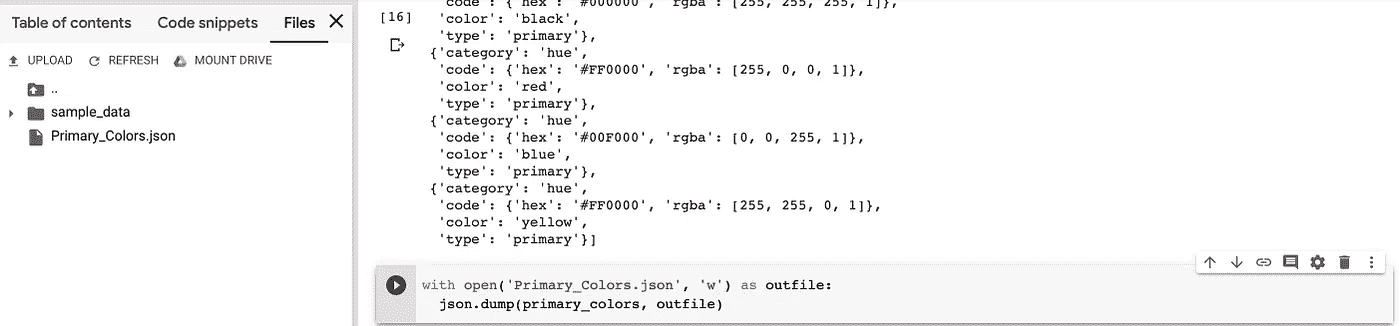 Table of contents Code snippets Files
UPLOAD REFRESH MOUNT DRIVE
..
sample_data
Primary_Colors.json
[16]
'code': {'hex': '#000000', 'rgba': [255, 255, 255, 1]},
'color': 'black',
'type': 'primary'},
{'category': 'hue',
'code': {'hex': '#FF0000', 'rgba': [255, 0, 0, 1]},
'color': 'red',
'type': 'primary'},
{'category': 'hue',
'code': {'hex': '#00F000', 'rgba': [0, 0, 255, 1]},
'color': 'blue',
'type': 'primary'},
{'category': 'hue',
'code': {'hex': '#FF0000', 'rgba': [255, 255, 0, 1]},
'color': 'yellow',
'type': 'primary'}]
with open('Primary_Colors.json', 'w') as outfile:
json.dump(primary_colors, outfile)